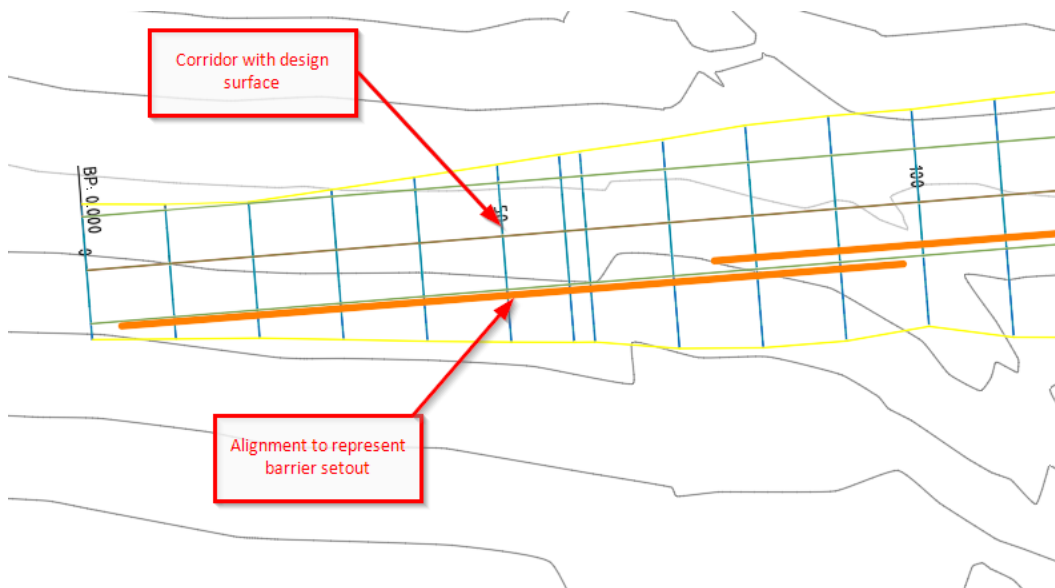 Corridor with design
surface
BP: 0.000
0
50
100
Alignment to represent
barrier setout